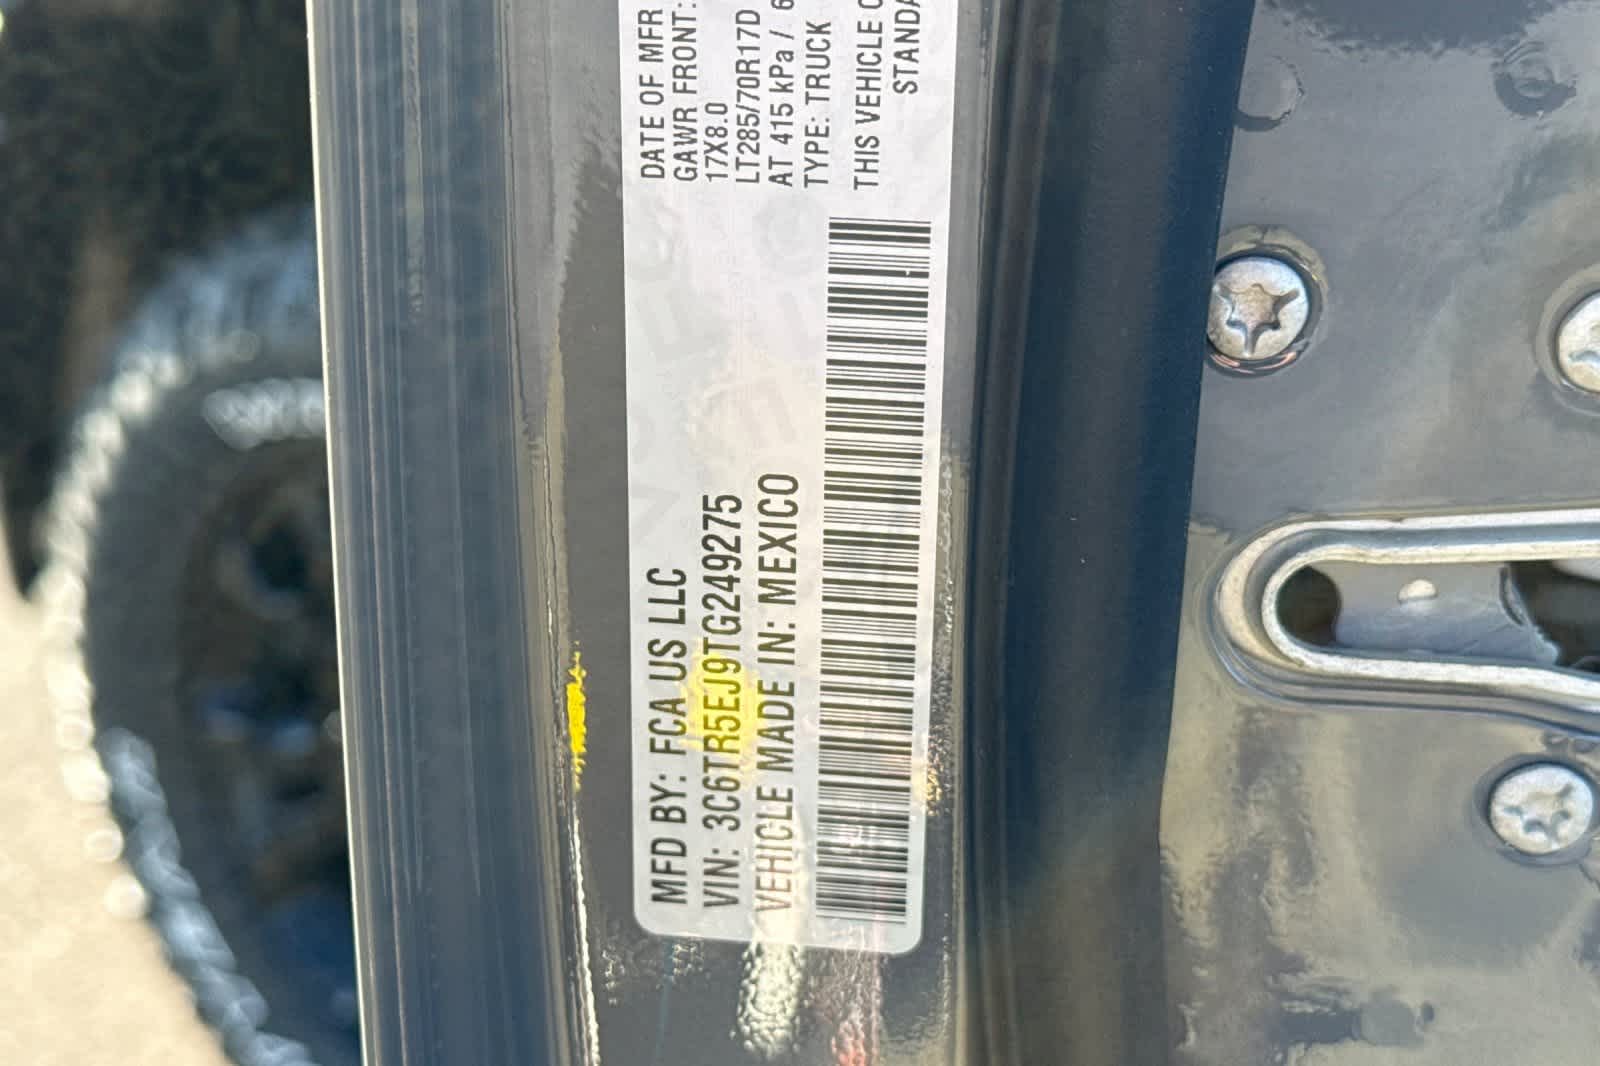 MFD BY: FCA US LLC
VIN: 3C6TR5EJ9TG249275
VEHICLE MADE IN: MEXICO
DATE OF MFR
GAWR FRONT:
17X8.0
LT285/70R17D
AT 415 kPa / 6
TYPE: TRUCK
THIS VEHICLE C
STANDA